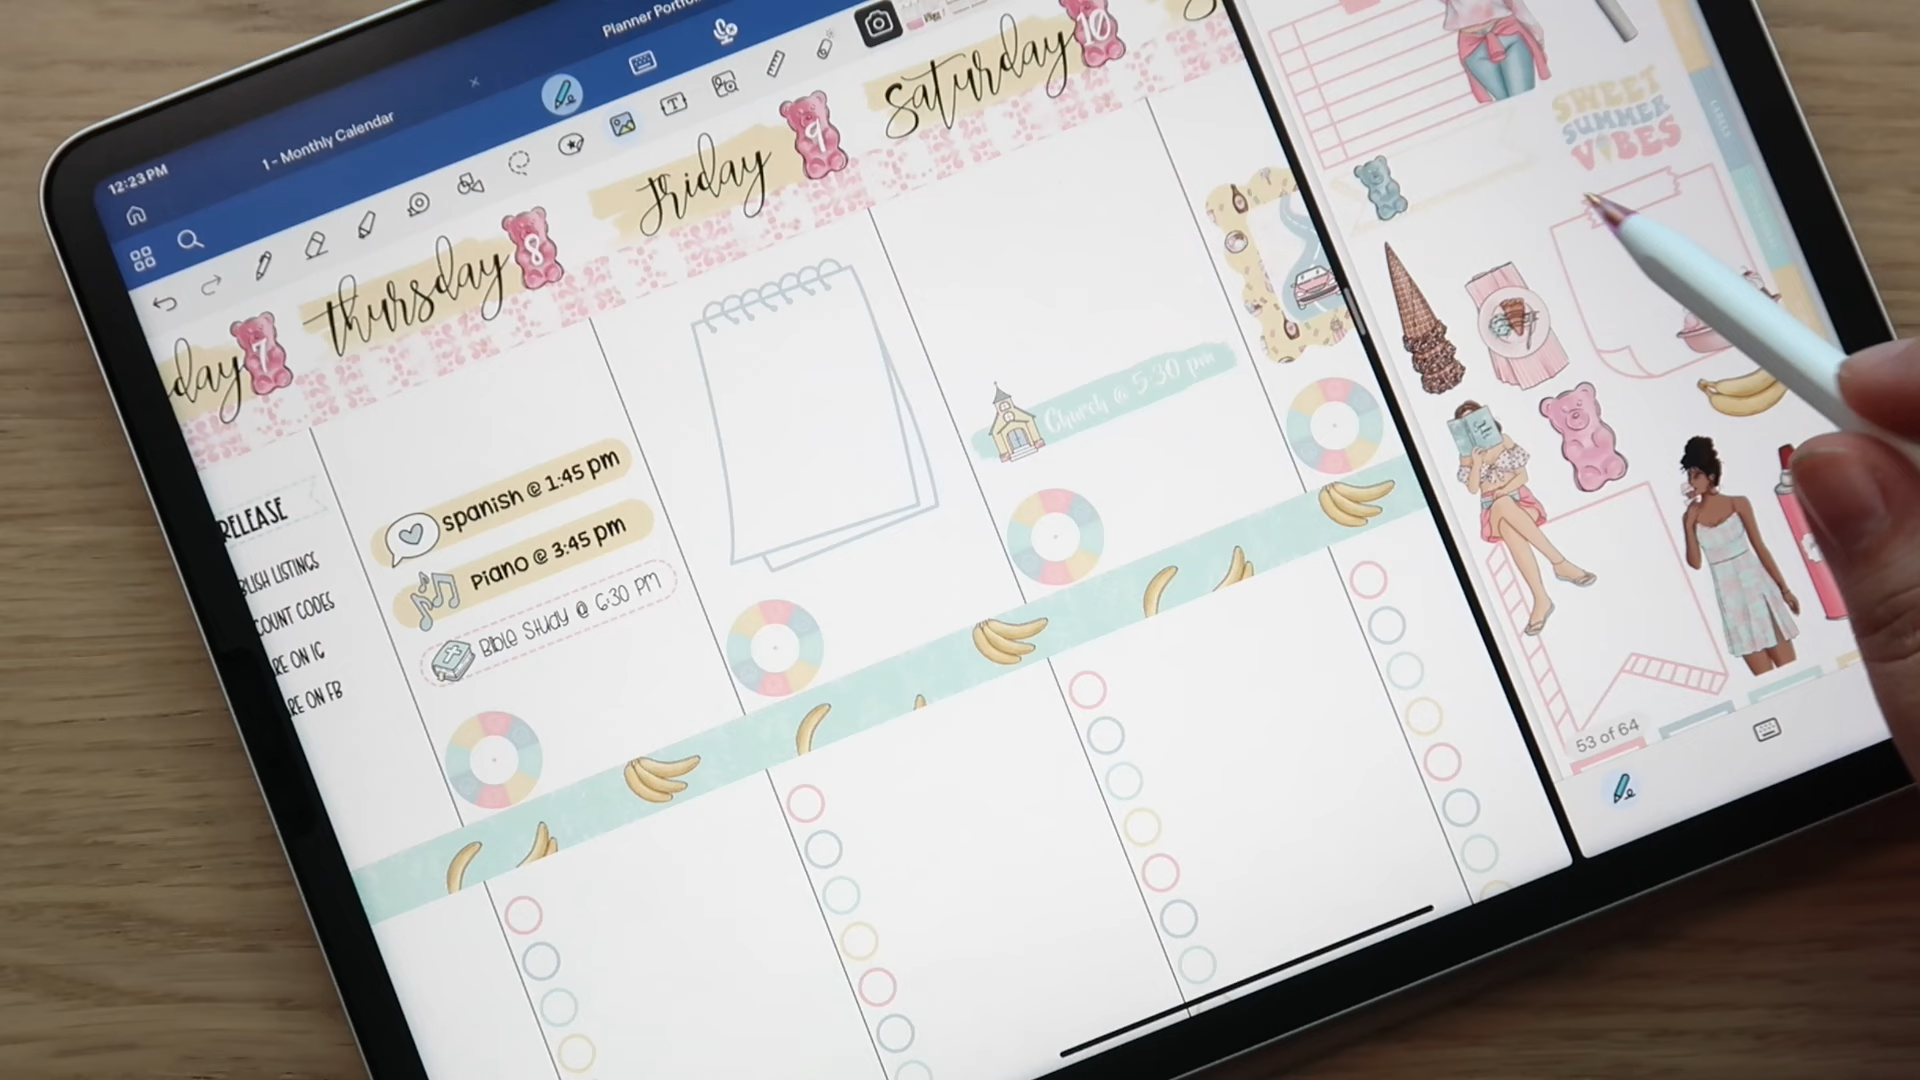 Planner Portfo
12:23 PM
1 - Monthly Calendar
day 7
thursday 8
Friday 9
Saturday 10
RELEASE
BLISH LISTINGS
COUNT CODES
RE ON IG
RE ON FB
spanish @ 1:45 pm
Piano @ 3:45 pm
Bible Study @ 6:30 PM
Church @ 5:30 pm
SWEET
SUMMER
VIBES
53 of 64